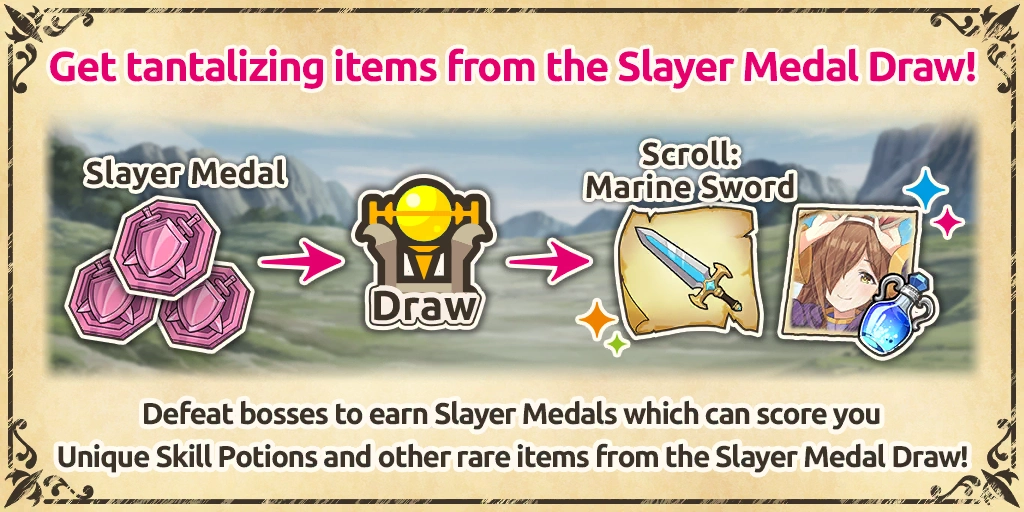 Get tantalizing items from the Slayer Medal Draw!
Slayer Medal
Draw
Scroll:
Marine Sword
Defeat bosses to earn Slayer Medals which can score you
Unique Skill Potions and other rare items from the Slayer Medal Draw!